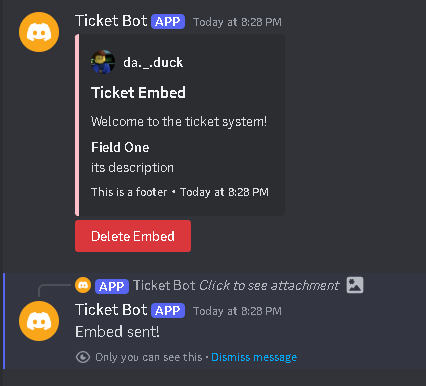 Ticket Bot APP Today at 8:28 PM
da._.duck
Ticket Embed
Welcome to the ticket system!
Field One
its description
This is a footer • Today at 8:28 PM
Delete Embed
APP Ticket Bot Click to see attachment
Ticket Bot APP Today at 8:28 PM
Embed sent!
Only you can see this • Dismiss message